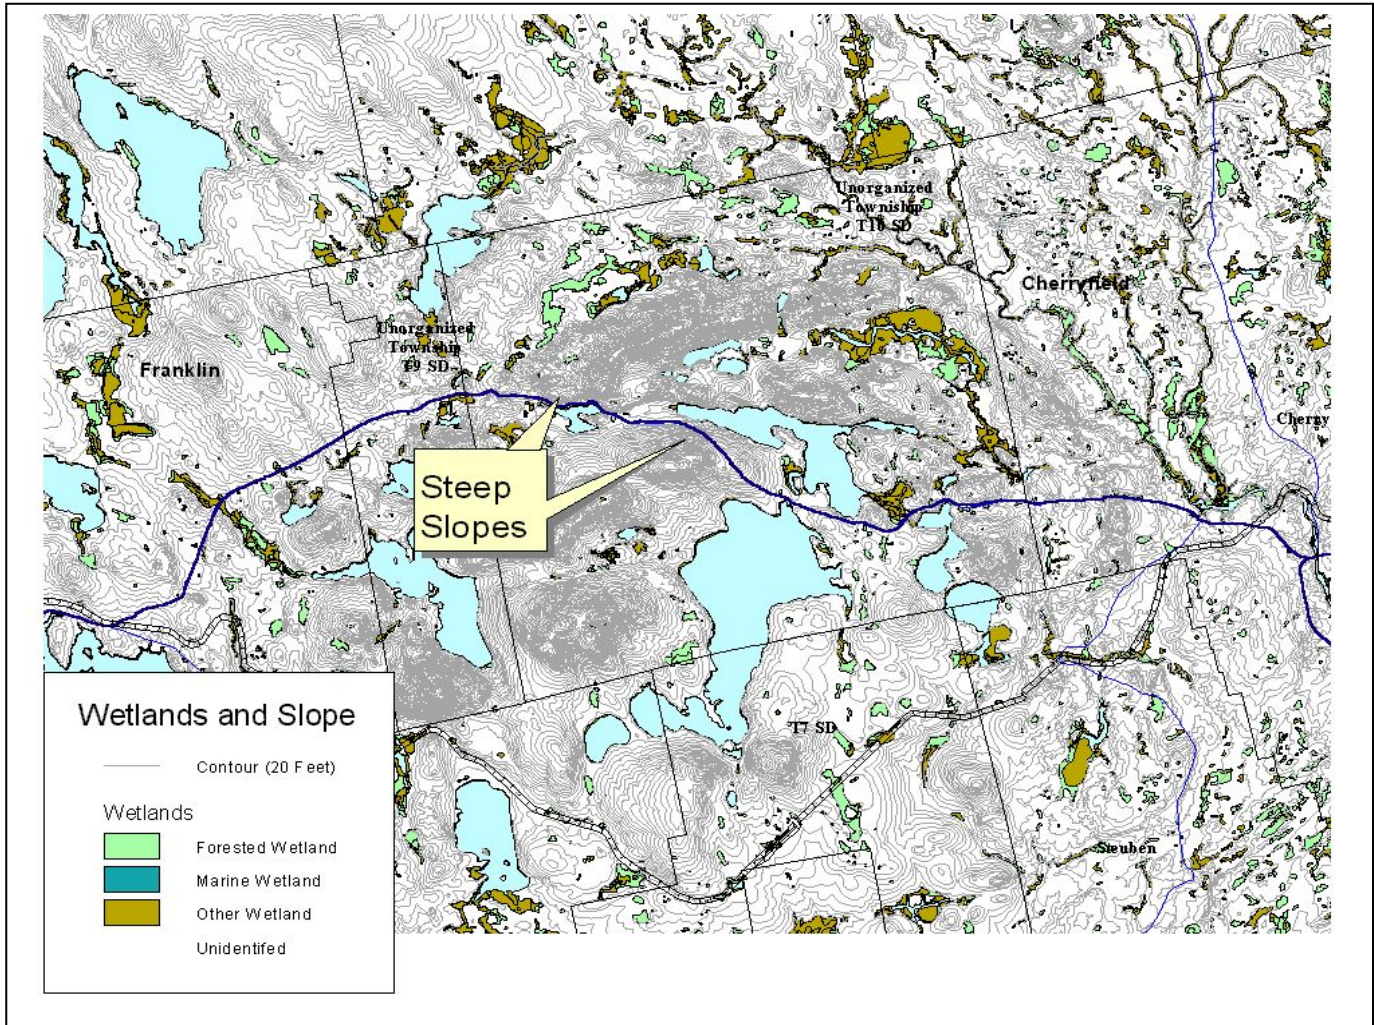 Unorganized
Township
T10 SD
Cherryfield
Unorganized
Township
T9 SD
Franklin
Cherry
Steep
Slopes
T7 SD
Steuben
Wetlands and Slope
Contour (20 Feet)
Wetlands
Forested Wetland
Marine Wetland
Other Wetland
Unidentifed